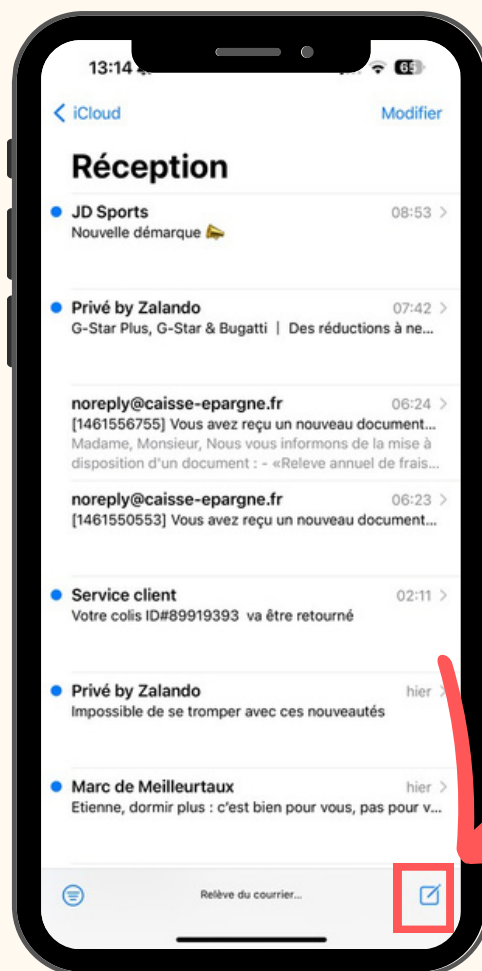 13:14
65
iCloud
Modifier
Réception
JD Sports 08:53
Nouvelle démarque
Privé by Zalando 07:42
G-Star Plus, G-Star & Bugatti | Des réductions à ne...
noreply@caisse-epargne.fr 06:24
[1461556755] Vous avez reçu un nouveau document...
Madame, Monsieur, Nous vous informons de la mise à
disposition d'un document : - «Releve annuel de frais...
noreply@caisse-epargne.fr 06:23
[1461550553] Vous avez reçu un nouveau document...
Service client 02:11
Votre colis ID#89919393 va être retourné
Privé by Zalando hier
Impossible de se tromper avec ces nouveautés
Marc de Meilleurtaux hier
Etienne, dormir plus : c'est bien pour vous, pas pour v...
Relève du courrier...